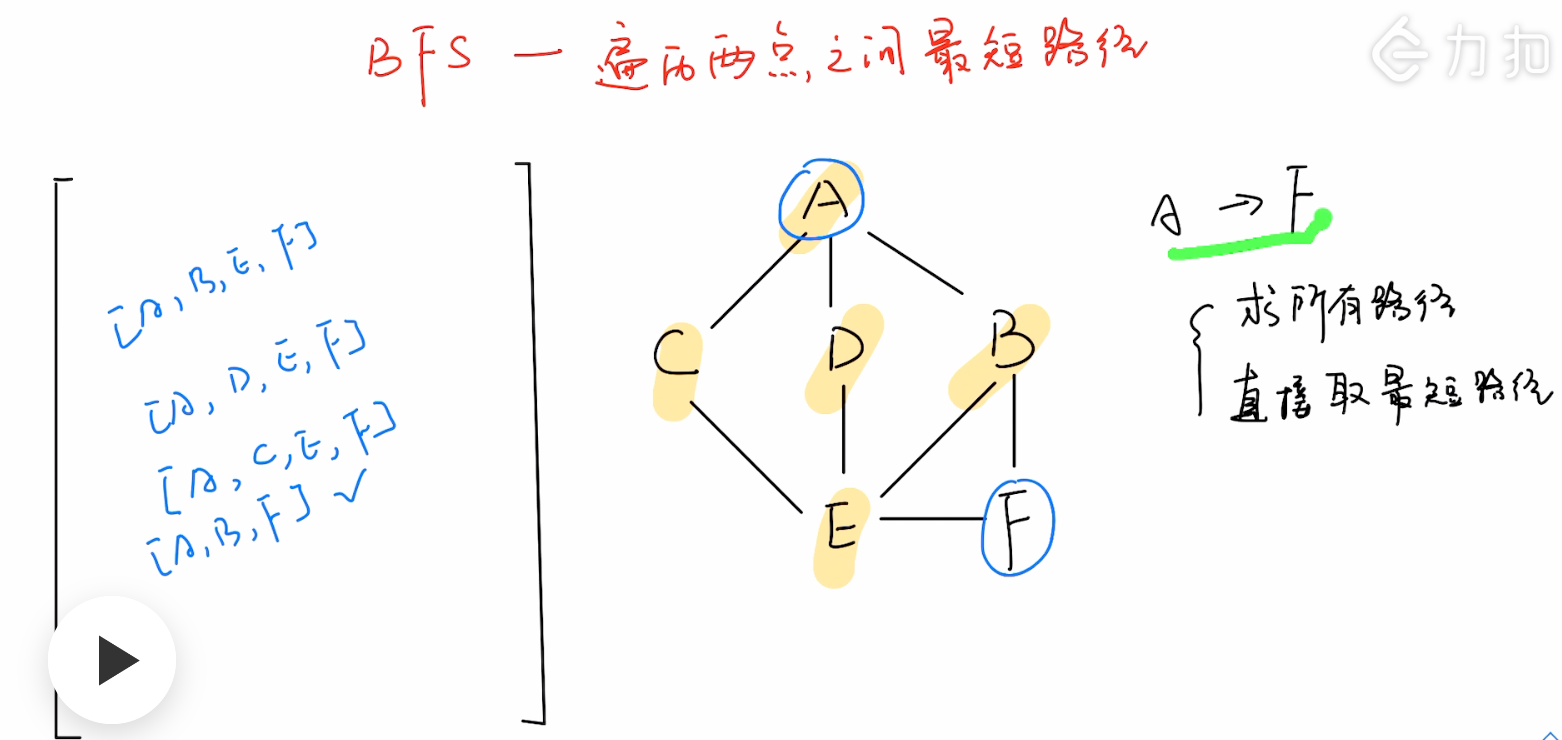 BFS — 遍历两点之间最短路径
力扣
[A, B, E, F]
[A, D, E, F]
[A, C, E, F]
[A, B, F] ✓
A
C D B
E F
A → F
求所有路径
直接取最短路径